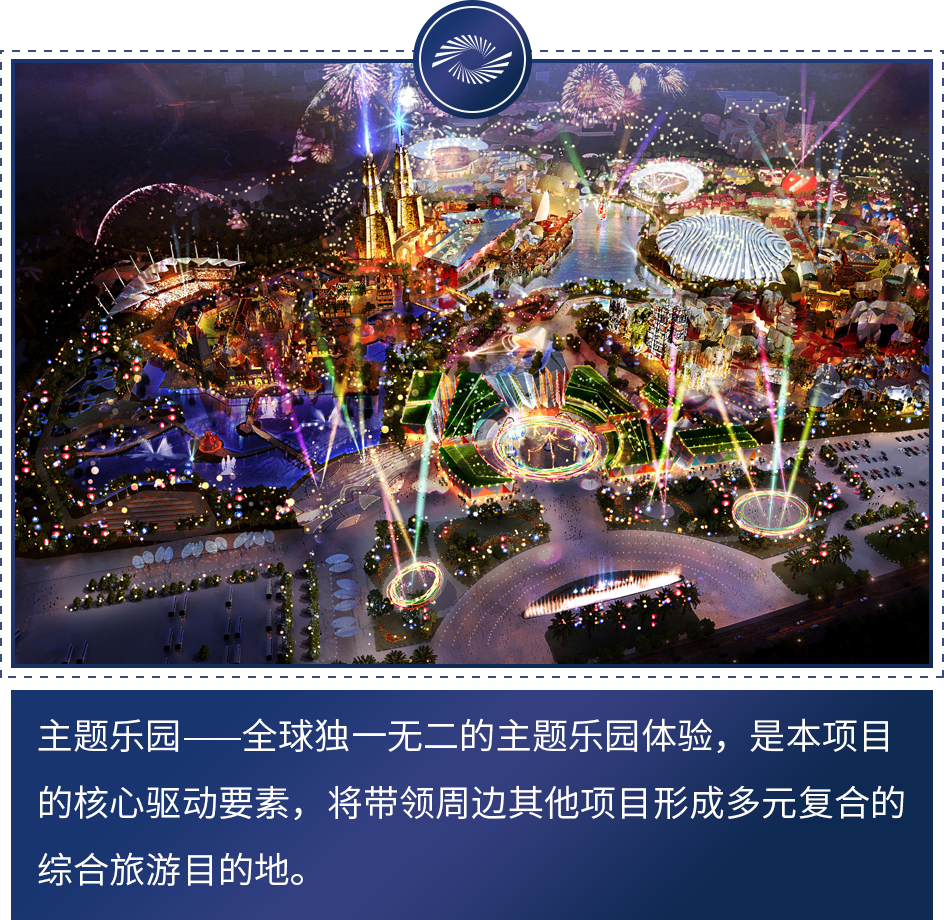 主题乐园——全球独一无二的主题乐园体验，是本项目
的核心驱动要素，将带领周边其他项目形成多元复合的
综合旅游目的地。